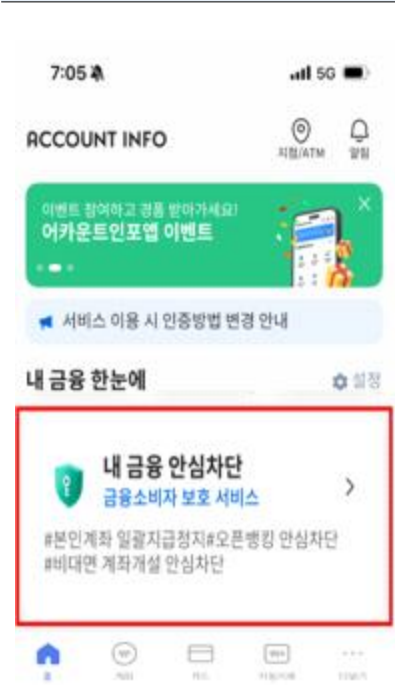 7:05
5G
ACCOUNT INFO
지점/ATM
알림
이벤트 참여하고 경품 받아가세요!
어카운트인포앱 이벤트
서비스 이용 시 인증방법 변경 안내
내 금융 한눈에
설정
내 금융 안심차단
금융소비자 보호 서비스
#본인계좌 일괄지급정지#오픈뱅킹 안심차단
#비대면 계좌개설 안심차단
홈
카드